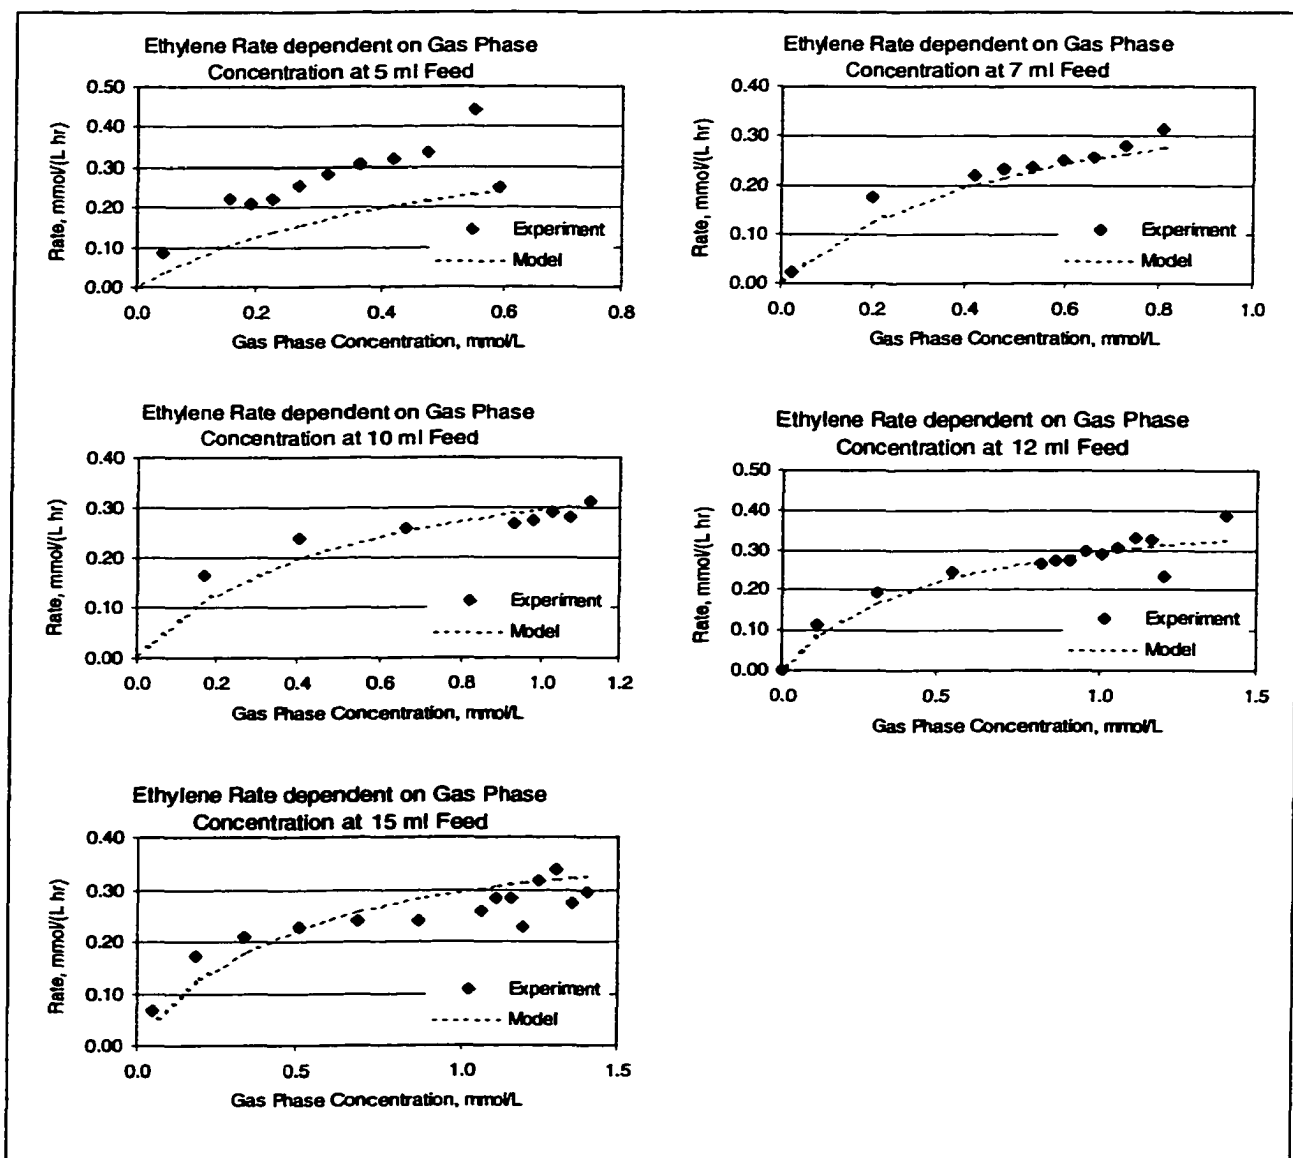 Ethylene Rate dependent on Gas Phase
Concentration at 5 ml Feed
0.50
0.40
0.30
0.20
0.10
0.00
Rate, mmol/(L hr)
Experiment
Model
0.0 0.2 0.4 0.6 0.8
Gas Phase Concentration, mmol/L
Ethylene Rate dependent on Gas Phase
Concentration at 7 ml Feed
0.40
0.30
0.20
0.10
0.00
Rate, mmol/(L hr)
Experiment
Model
0.0 0.2 0.4 0.6 0.8 1.0
Gas Phase Concentration, mmol/L
Ethylene Rate dependent on Gas Phase
Concentration at 10 ml Feed
0.40
0.30
0.20
0.10
0.00
Rate, mmol/(L hr)
Experiment
Model
0.0 0.2 0.4 0.6 0.8 1.0 1.2
Gas Phase Concentration, mmol/L
Ethylene Rate dependent on Gas Phase
Concentration at 12 ml Feed
0.50
0.40
0.30
0.20
0.10
0.00
Rate, mmol/(L hr)
Experiment
Model
0.0 0.5 1.0 1.5
Gas Phase Concentration, mmol/L
Ethylene Rate dependent on Gas Phase
Concentration at 15 ml Feed
0.40
0.30
0.20
0.10
0.00
Rate, mmol/(L hr)
Experiment
Model
0.0 0.5 1.0 1.5
Gas Phase Concentration, mmol/L